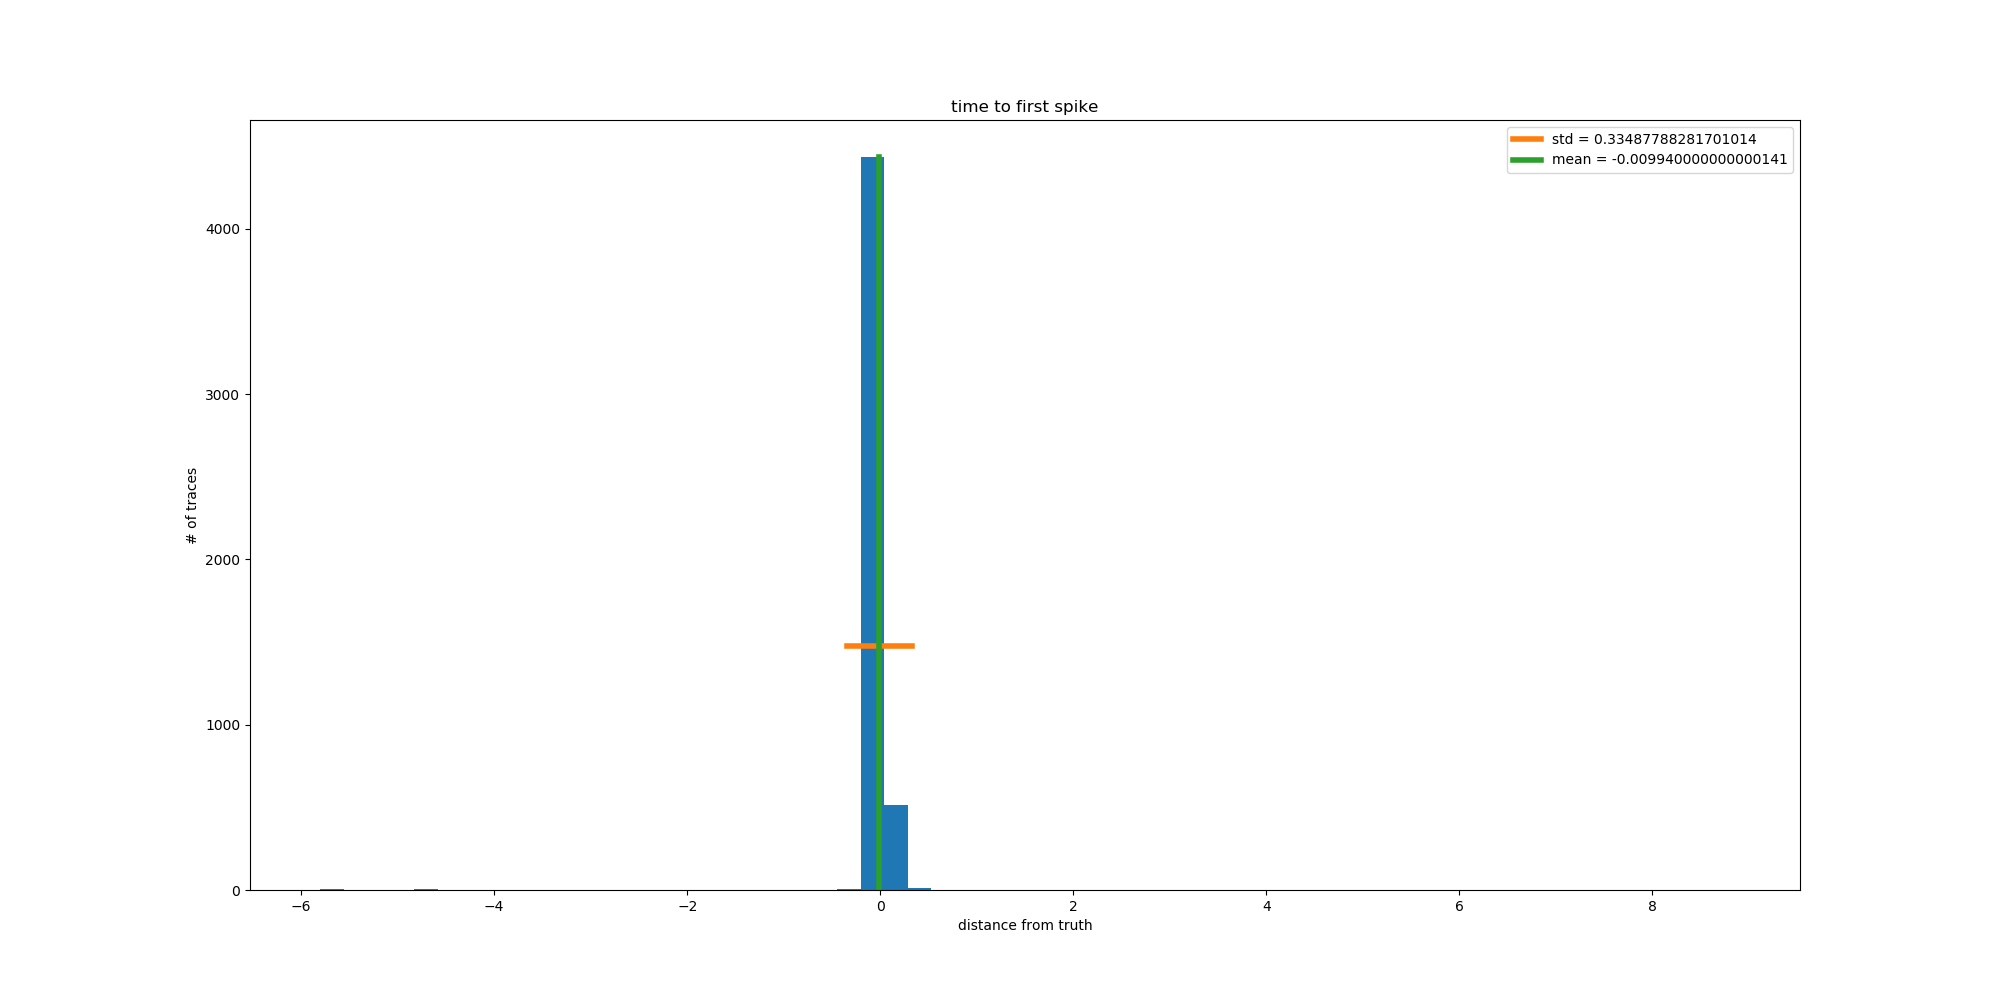 time to first spike
std = 0.33487788281701014
mean = -0.009940000000000141
4000
3000
2000
1000
0
# of traces
−6 −4 −2 0 2 4 6 8
distance from truth